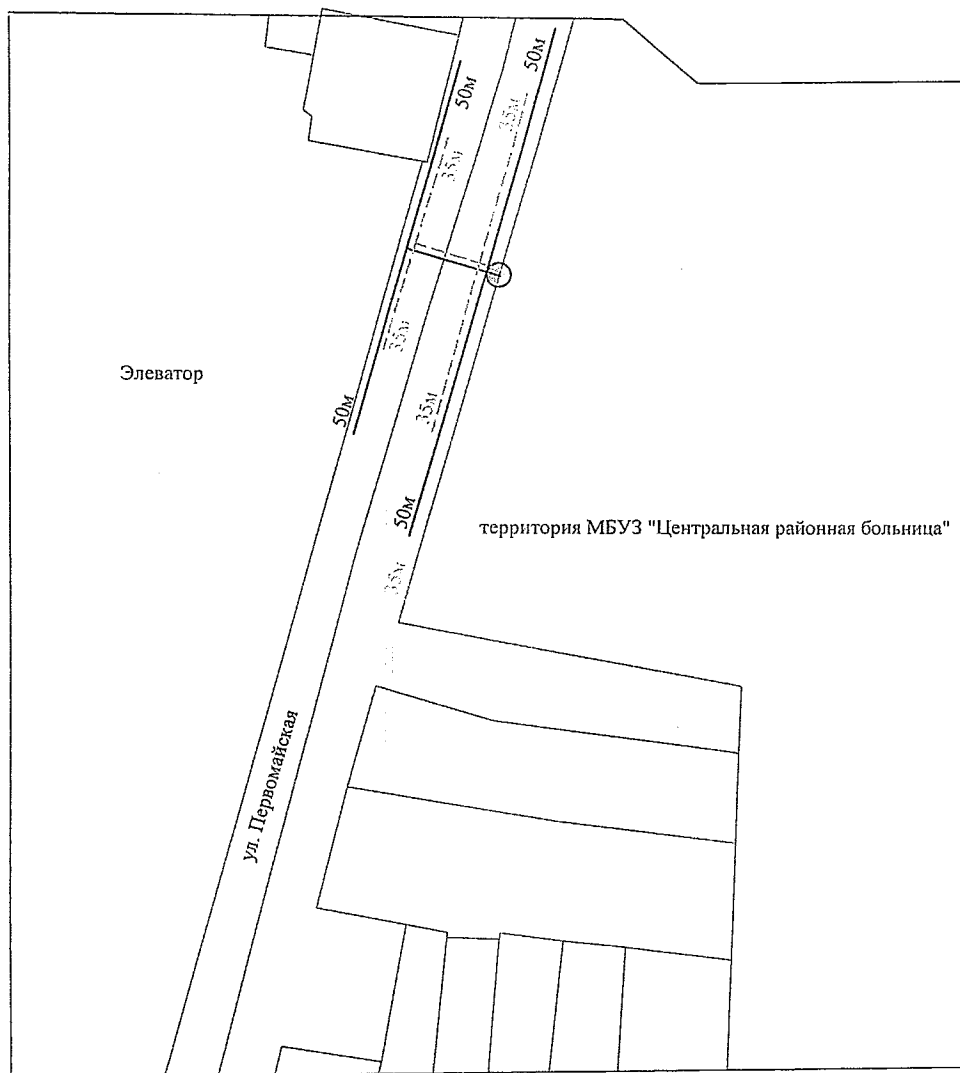 50м
50м
35м
35м
35м
Элеватор
50м
35м
50м
территория МБУЗ "Центральная районная больница"
35м
ул. Первомайская